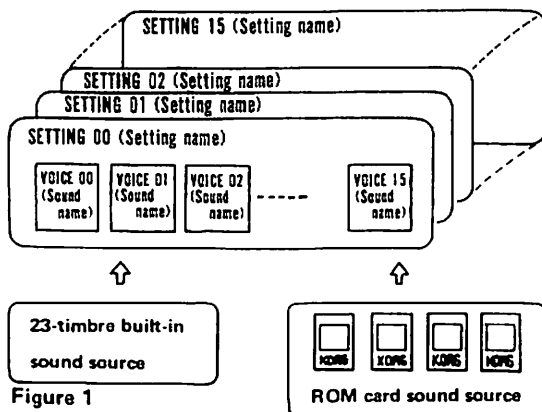 SETTING 15 (Setting name)
SETTING 02 (Setting name)
SETTING 01 (Setting name)
SETTING 00 (Setting name)
VOICE 00 VOICE 01 VOICE 02 VOICE 15
(Sound (Sound (Sound (Sound
name) name) name) name)
23-timbre built-in
sound source
KORG KORG KORG KORG
Figure 1
ROM card sound source